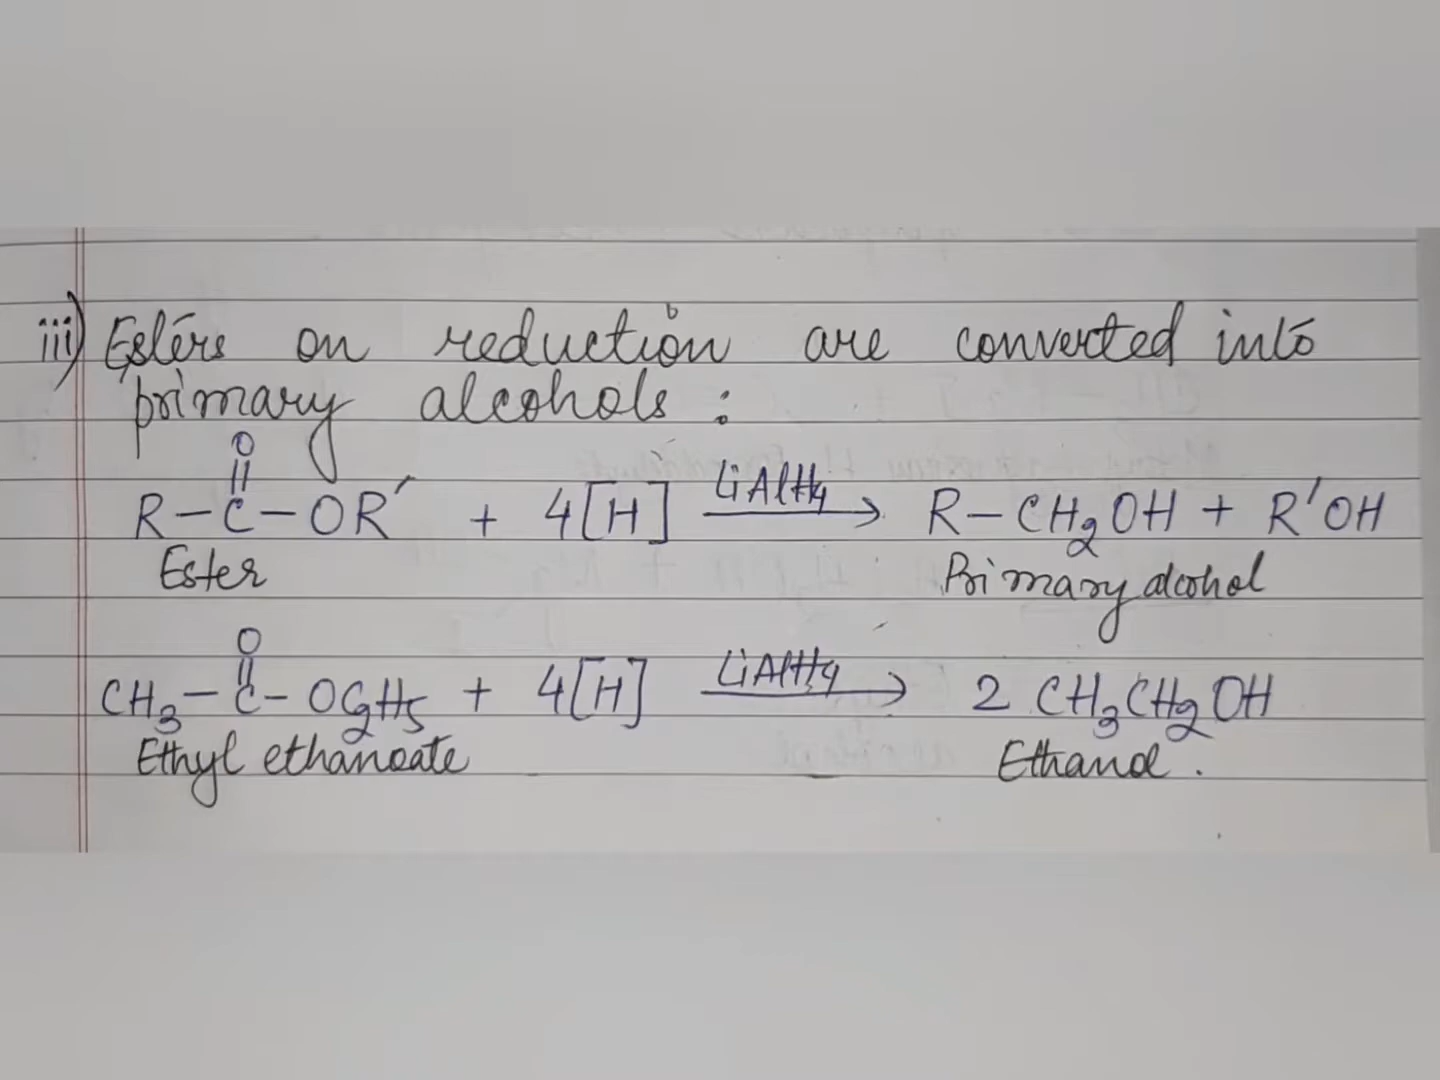 iii) Esters on reduction are converted into
primary alcohols :
O
||
R – C – OR′ + 4[H] LiAlH4 → R – CH2OH + R′OH
Ester Primary alcohol
O
||
CH3 – C – OC2H5 + 4[H] LiAlH4 → 2 CH3CH2OH
Ethyl ethanoate Ethanol .